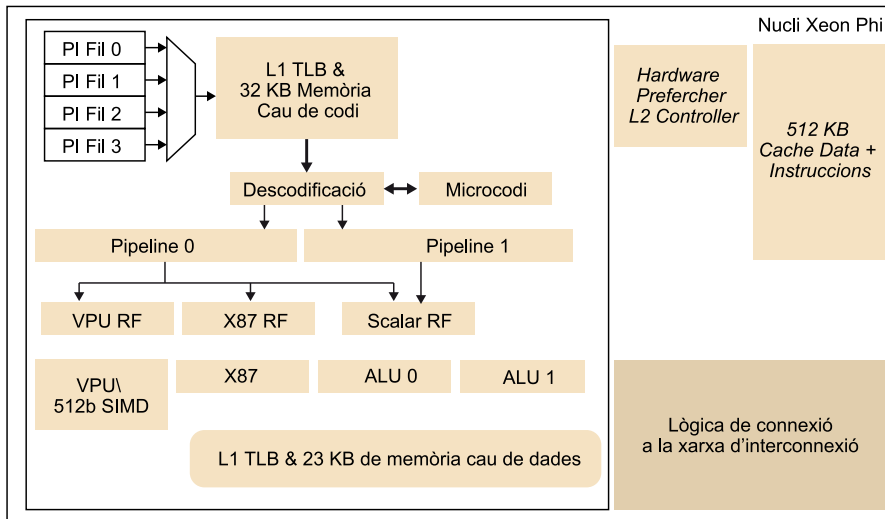 Nucli Xeon Phi
PI Fil 0
PI Fil 1
PI Fil 2
PI Fil 3
L1 TLB &
32 KB Memòria
Cau de codi
Hardware
Prefercher
L2 Controller
512 KB
Cache Data +
Instruccions
Descodificació
Microcodi
Pipeline 0
Pipeline 1
VPU RF
X87 RF
Scalar RF
VPU\
512b SIMD
X87
ALU 0
ALU 1
L1 TLB & 23 KB de memòria cau de dades
Lògica de connexió
a la xarxa d’interconnexió